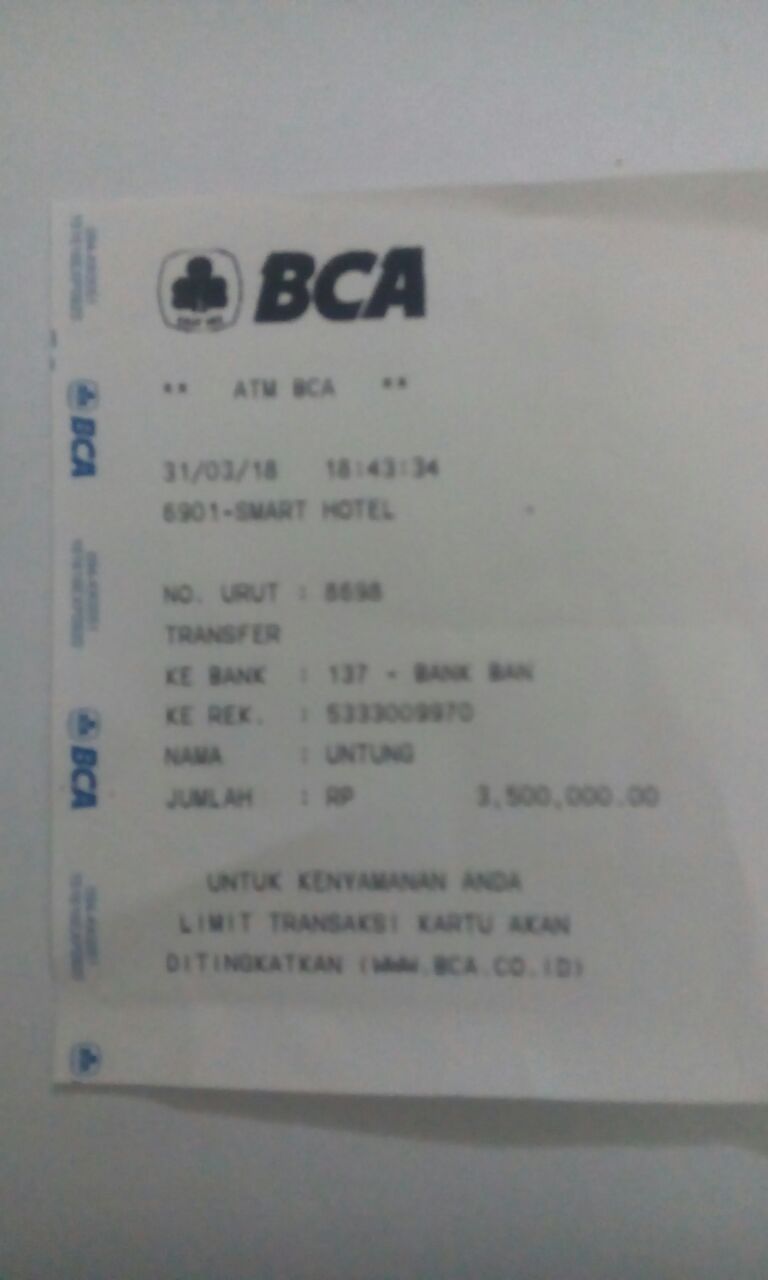 BCA
** ATM BCA **
31/03/18 18:43:34
6901-SMART HOTEL
NO. URUT : 8698
TRANSFER
KE BANK : 137 - BANK BAN
KE REK. : 5333009970
NAMA : UNTUNG
JUMLAH : RP 3,500,000.00
UNTUK KENYAMANAN ANDA
LIMIT TRANSAKSI KARTU AKAN
DITINGKATKAN (WWW.BCA.CO.ID)
BCA
BCA